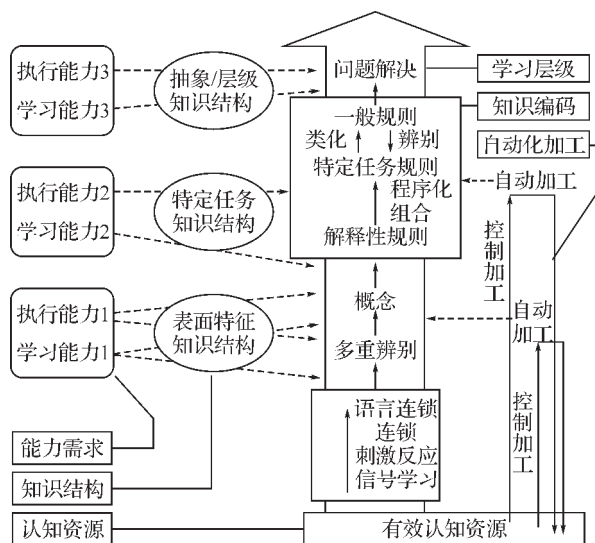 执行能力3
学习能力3
抽象/层级
知识结构
问题解决
学习层级
知识编码
自动化加工
一般规则
类化
辨别
特定任务规则
程序化
组合
解释性规则
自动加工
执行能力2
学习能力2
特定任务
知识结构
控制加工
概念
多重辨别
自动
加工
执行能力1
学习能力1
表面特征
知识结构
控制加工
语言连锁
连锁
刺激反应
信号学习
能力需求
知识结构
认知资源
有效认知资源